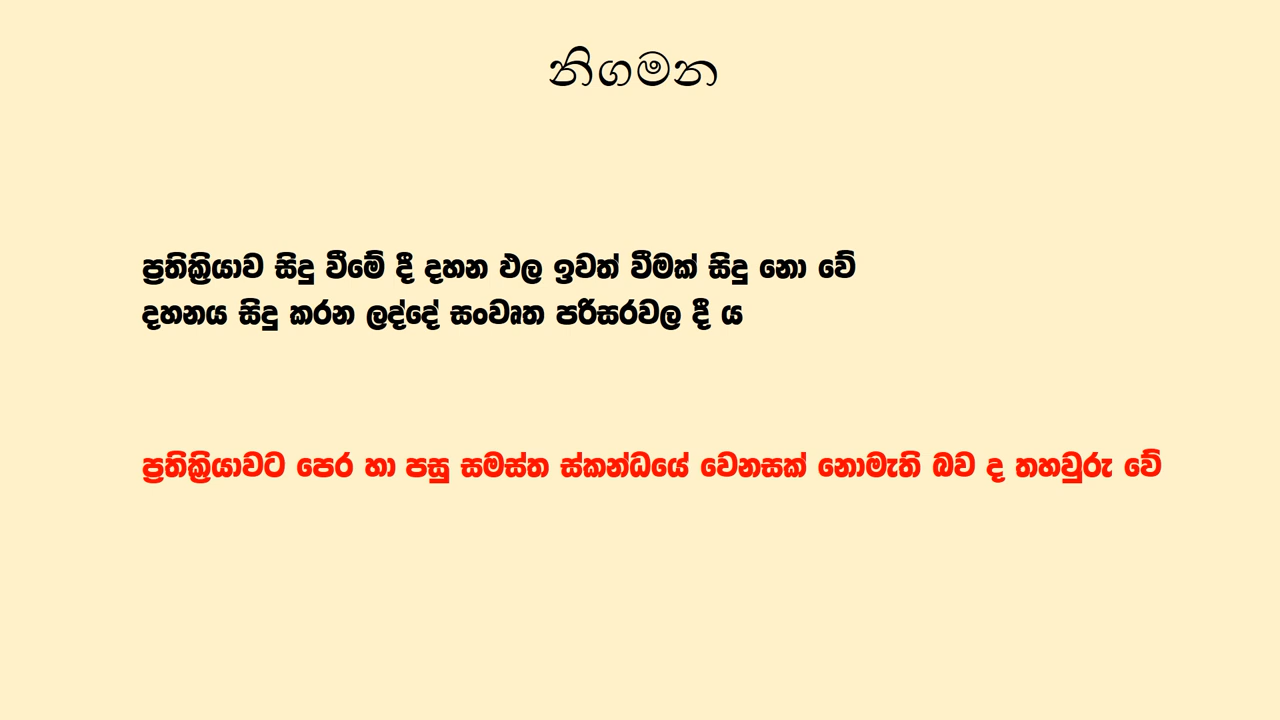 නිගමන
ප්‍රතික්‍රියාව සිදු වීමේ දී දහන ඵල ඉවත් වීමක් සිදු නො වේ
දහනය සිදු කරන ලද්දේ සංවෘත පරිසරවල දී ය
ප්‍රතික්‍රියාවට පෙර හා පසු සමස්ත ස්කන්ධයේ වෙනසක් නොමැති බව ද තහවුරු වේ